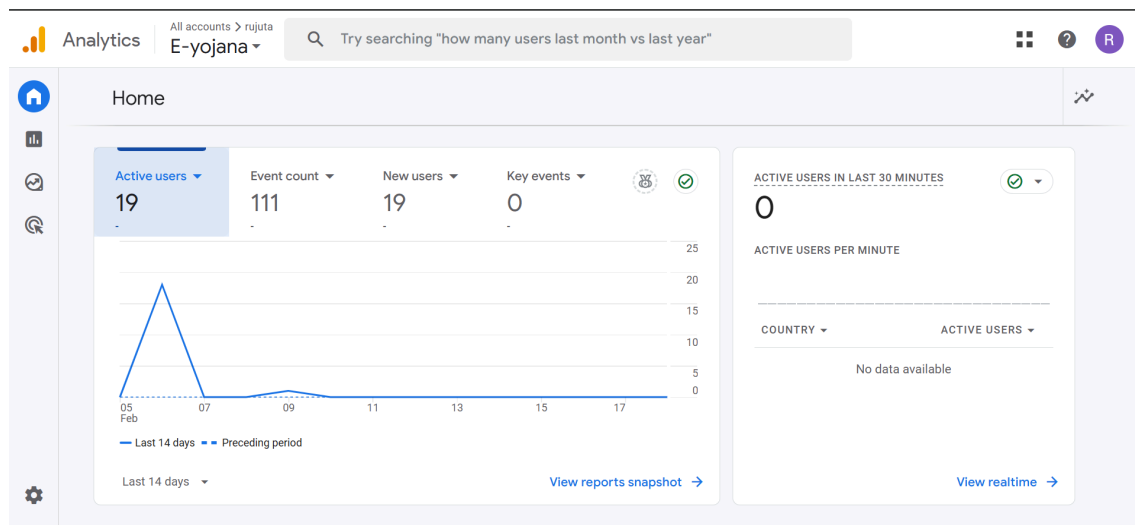 Analytics
All accounts > rujuta
E-yojana
Try searching "how many users last month vs last year"
R
Home
Active users
19
-
Event count
111
-
New users
19
-
Key events
0
-
25
20
15
10
5
0
05
Feb
07
09
11
13
15
17
Last 14 days
Preceding period
Last 14 days
View reports snapshot
ACTIVE USERS IN LAST 30 MINUTES
0
ACTIVE USERS PER MINUTE
COUNTRY
ACTIVE USERS
No data available
View realtime